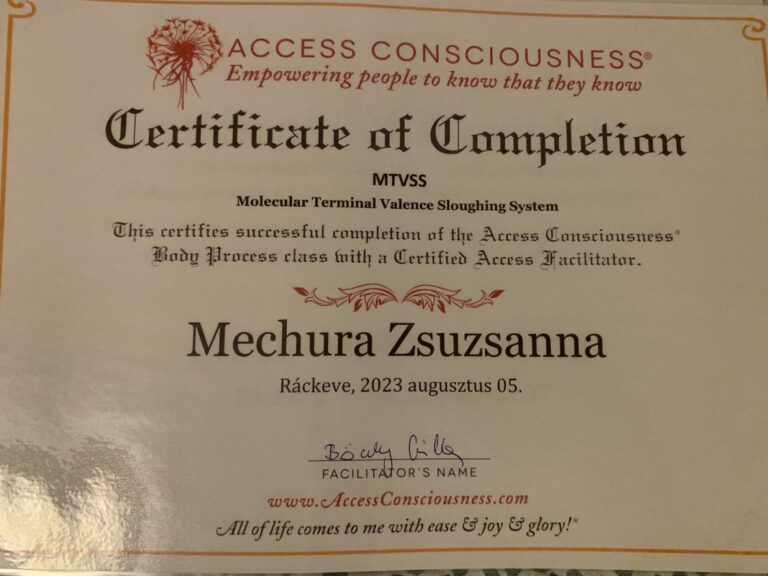 ACCESS CONSCIOUSNESS®
Empowering people to know that they know
Certificate of Completion
MTVSS
Molecular Terminal Valence Sloughing System
This certifies successful completion of the Access Consciousness®
Body Process class with a Certified Access Facilitator.
Mechura Zsuzsanna
Ráckeve, 2023 augusztus 05.
FACILITATOR'S NAME
www.AccessConsciousness.com
All of life comes to me with ease & joy & glory!®